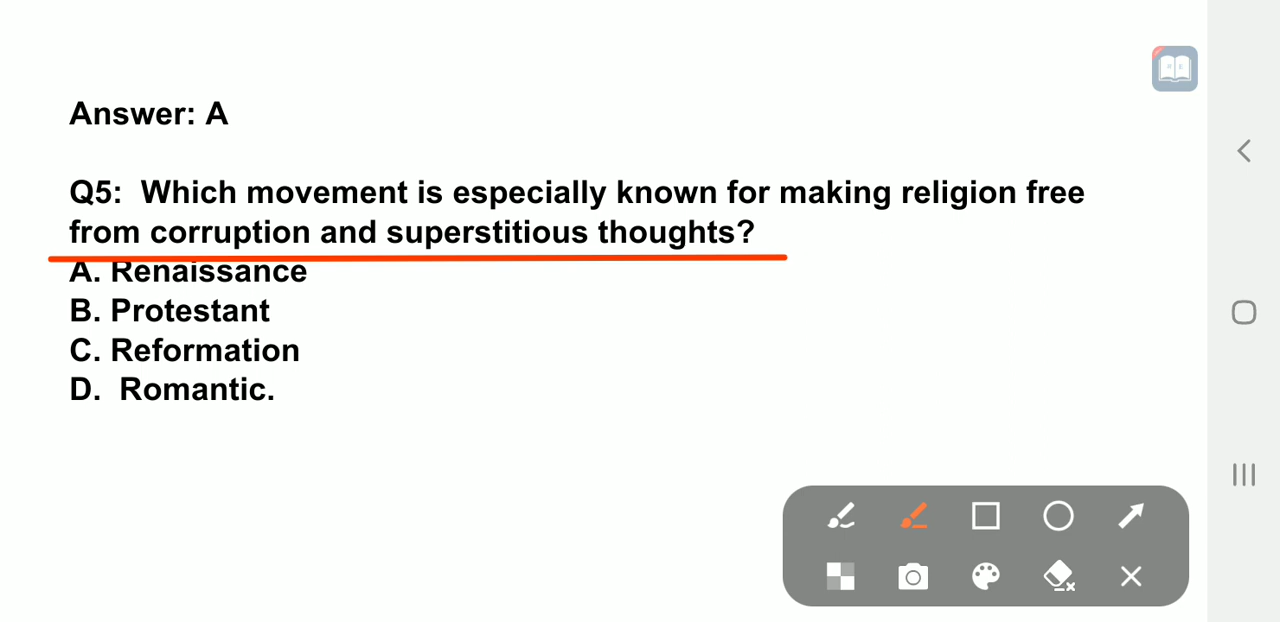 Answer: A
Q5:  Which movement is especially known for making religion free
from corruption and superstitious thoughts?
A. Renaissance
B. Protestant
C. Reformation
D.  Romantic.